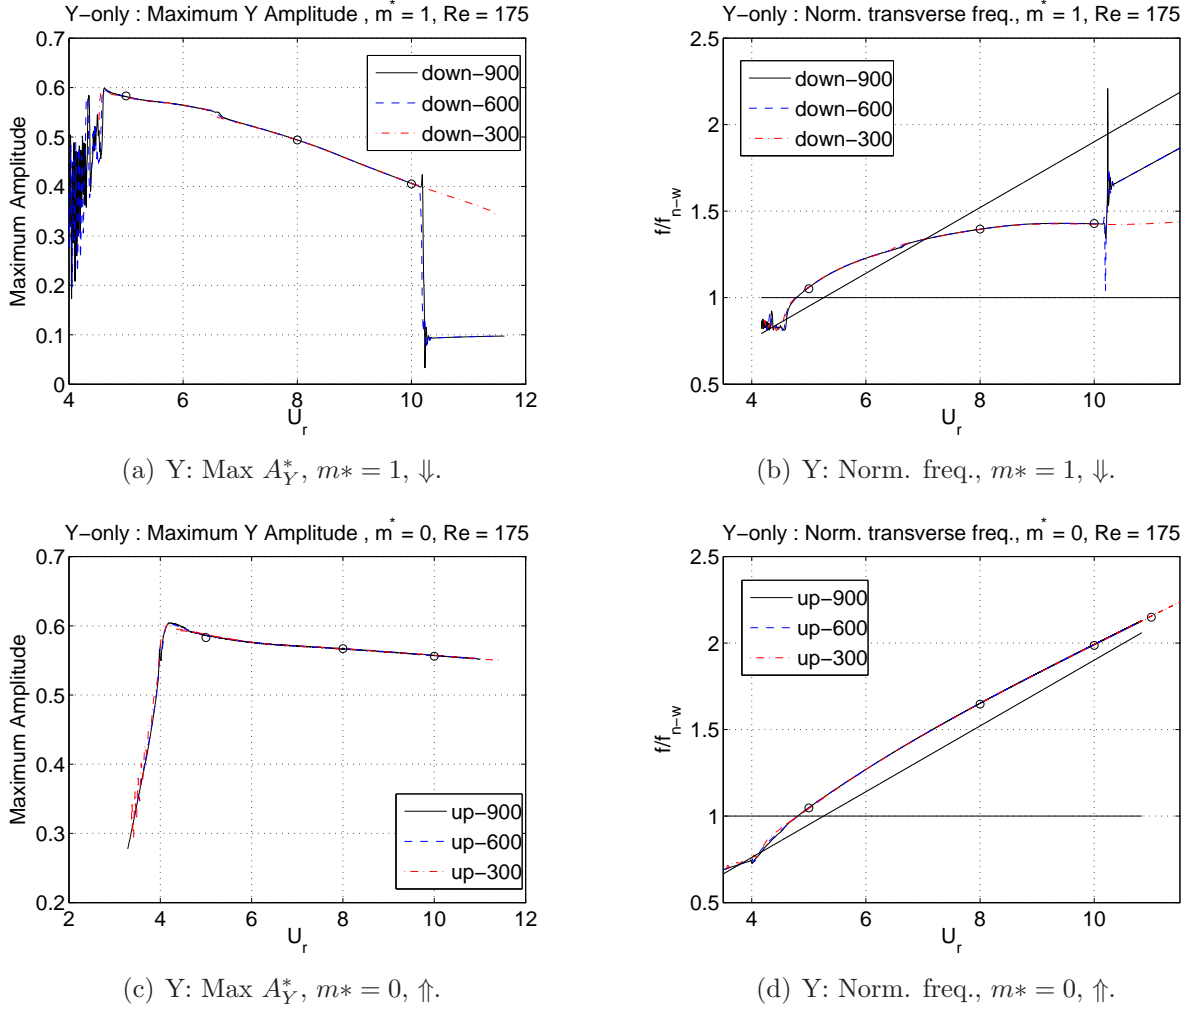 Y−only : Maximum Y Amplitude , m* = 1, Re = 175
0.7
0.6
0.5
0.4
0.3
0.2
0.1
0
Maximum Amplitude
4 6 8 10 12
U_r
down−900
down−600
down−300
(a) Y: Max A*_Y, m∗ = 1, ⇓.
Y−only : Norm. transverse freq., m* = 1, Re = 175
2.5
2
1.5
1
0.5
f/f_n−w
4 6 8 10
U_r
down−900
down−600
down−300
(b) Y: Norm. freq., m∗ = 1, ⇓.
Y−only : Maximum Y Amplitude , m* = 0, Re = 175
0.7
0.6
0.5
0.4
0.3
0.2
Maximum Amplitude
2 4 6 8 10 12
U_r
up−900
up−600
up−300
(c) Y: Max A*_Y, m∗ = 0, ⇑.
Y−only : Norm. transverse freq., m* = 0, Re = 175
2.5
2
1.5
1
0.5
f/f_n−w
4 6 8 10
U_r
up−900
up−600
up−300
(d) Y: Norm. freq., m∗ = 0, ⇑.